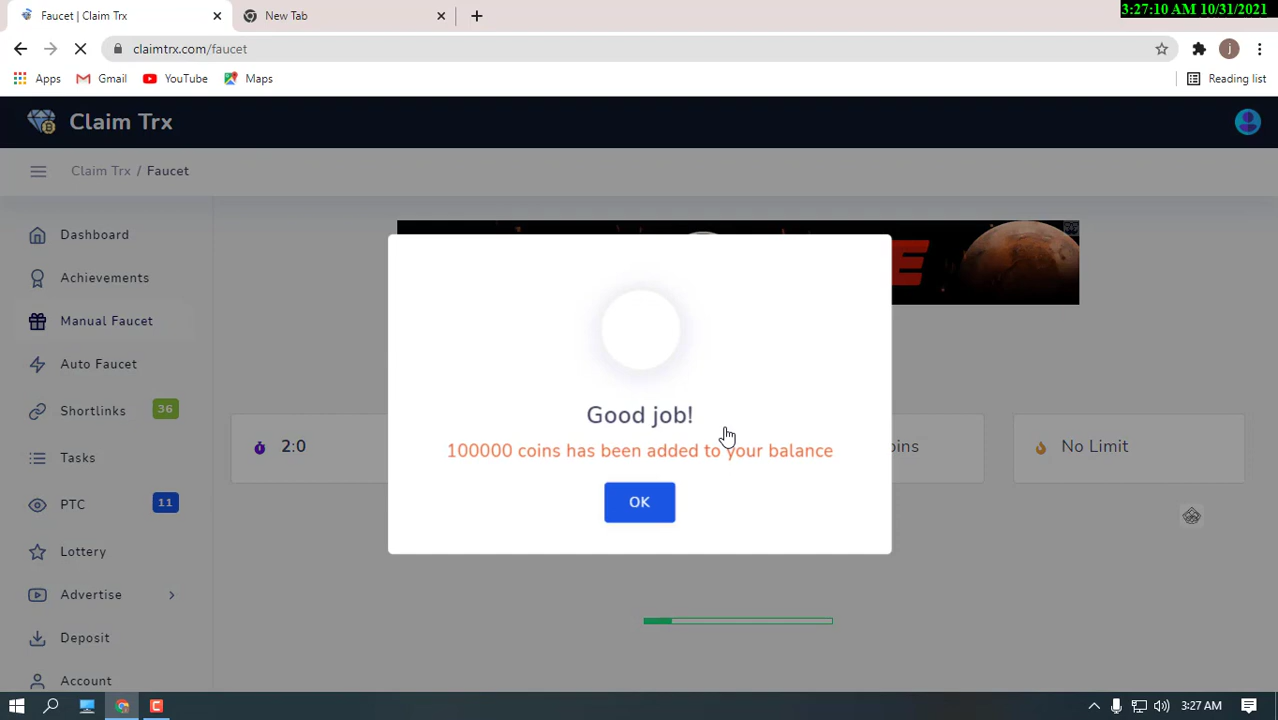 3:27:10 AM 10/31/2021
Faucet | Claim Trx
New Tab
claimtrx.com/faucet
j
Apps
Gmail
YouTube
Maps
Reading list
Claim Trx
Claim Trx / Faucet
Dashboard
Achievements
Manual Faucet
Auto Faucet
Shortlinks 36
Tasks
PTC 11
Lottery
Advertise
Deposit
Account
E
2:0
oins
No Limit
Good job!
100000 coins has been added to your balance
OK
3:27 AM